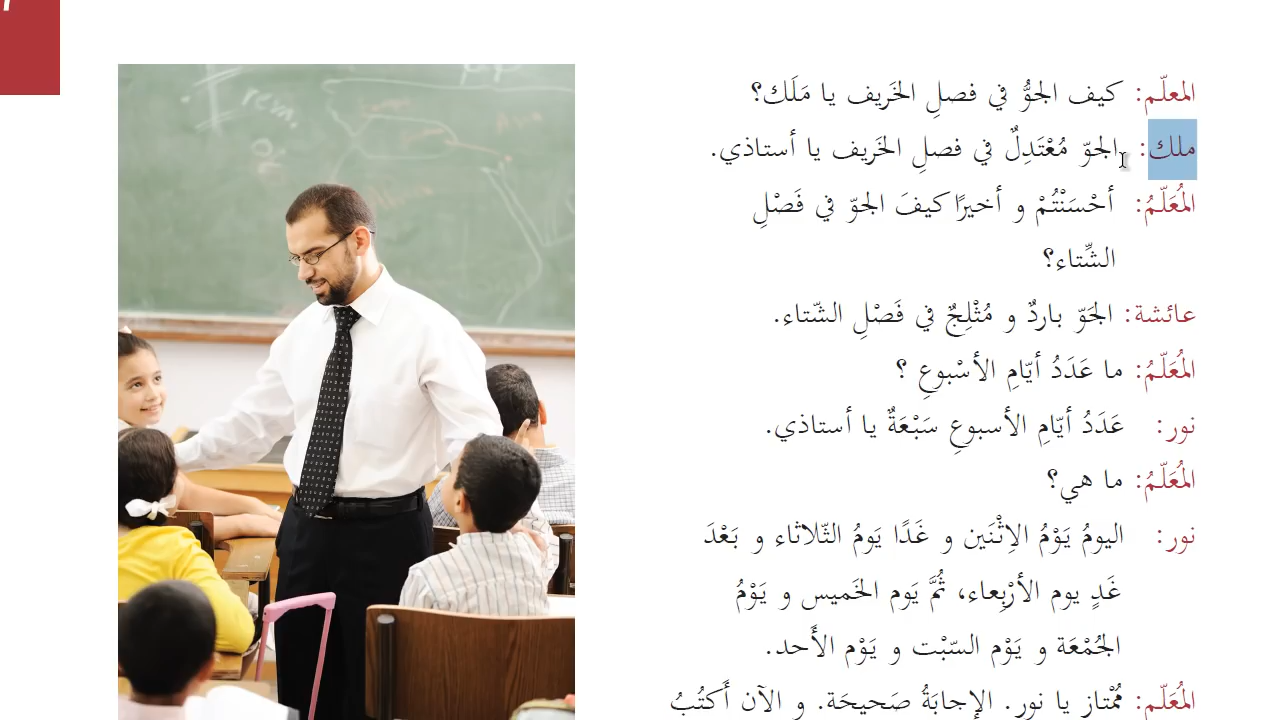 المعلّم: كيف الجوُّ في فصلِ الخَريف يا مَلَك؟
ملك: الجوّ مُعْتَدِلٌ في فصلِ الخَريف يا أستاذي.
المُعَلّمُ: أحْسَنْتُمْ و أخيرًا كيفَ الجوّ في فَصْلِ
الشِّتاء؟
عائشة: الجَوّ باردٌ و مُثْلِجٌ في فَصْلِ الشّتاء.
المُعَلّمُ: ما عَدَدُ أيّامِ الأسْبوعِ ؟
نور: عَدَدُ أيّامِ الأسبوعِ سَبْعَةٌ يا أستاذي.
المُعَلّمُ: ما هي؟
نور: اليومُ يَوْمُ الاِثْنَين و غَدًا يَومُ الثّلاثاء و بَعْدَ
غَدٍ يوم الأرْبِعاء، ثُمَّ يَوم الخَميس و يَوْمُ
الجُمْعَة و يَوْم السّبْت و يَوْم الأَحد.
المُعَلّم: مُمْتاز يا نور. الإجابَةُ صَحيحَة. و الآن أَكتُبُ